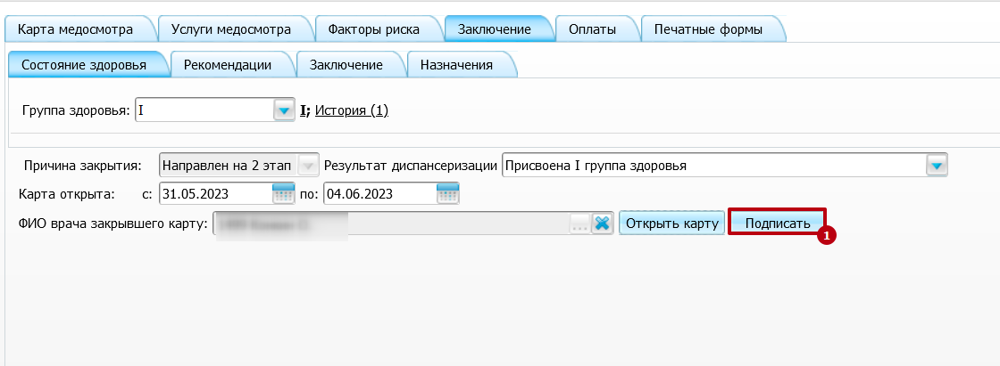 Карта медосмотра Услуги медосмотра Факторы риска Заключение Оплаты Печатные формы
Состояние здоровья Рекомендации Заключение Назначения
Группа здоровья: I I; История (1)
Причина закрытия: Направлен на 2 этап Результат диспансеризации Присвоена I группа здоровья
Карта открыта: с: 31.05.2023 по: 04.06.2023
ФИО врача закрывшего карту: ... Открыть карту Подписать
1